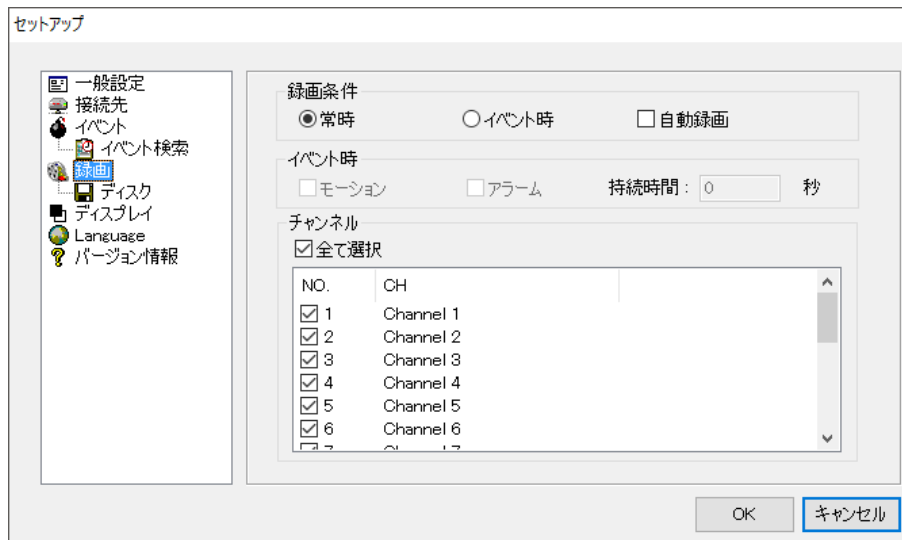 セットアップ
一般設定
接続先
イベント
イベント検索
録画
ディスク
ディスプレイ
Language
バージョン情報
録画条件
常時 イベント時 自動録画
イベント時
モーション アラーム 持続時間 : 0 秒
チャンネル
全て選択
NO. CH
1 Channel 1
2 Channel 2
3 Channel 3
4 Channel 4
5 Channel 5
6 Channel 6
7 Channel 7
OK キャンセル